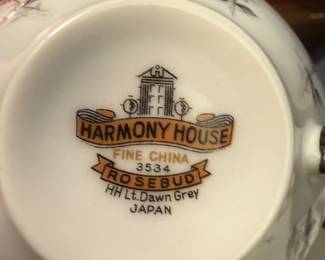 HARMONY HOUSE
FINE CHINA
3534
ROSEBUD
HH Lt. Dawn Grey
JAPAN